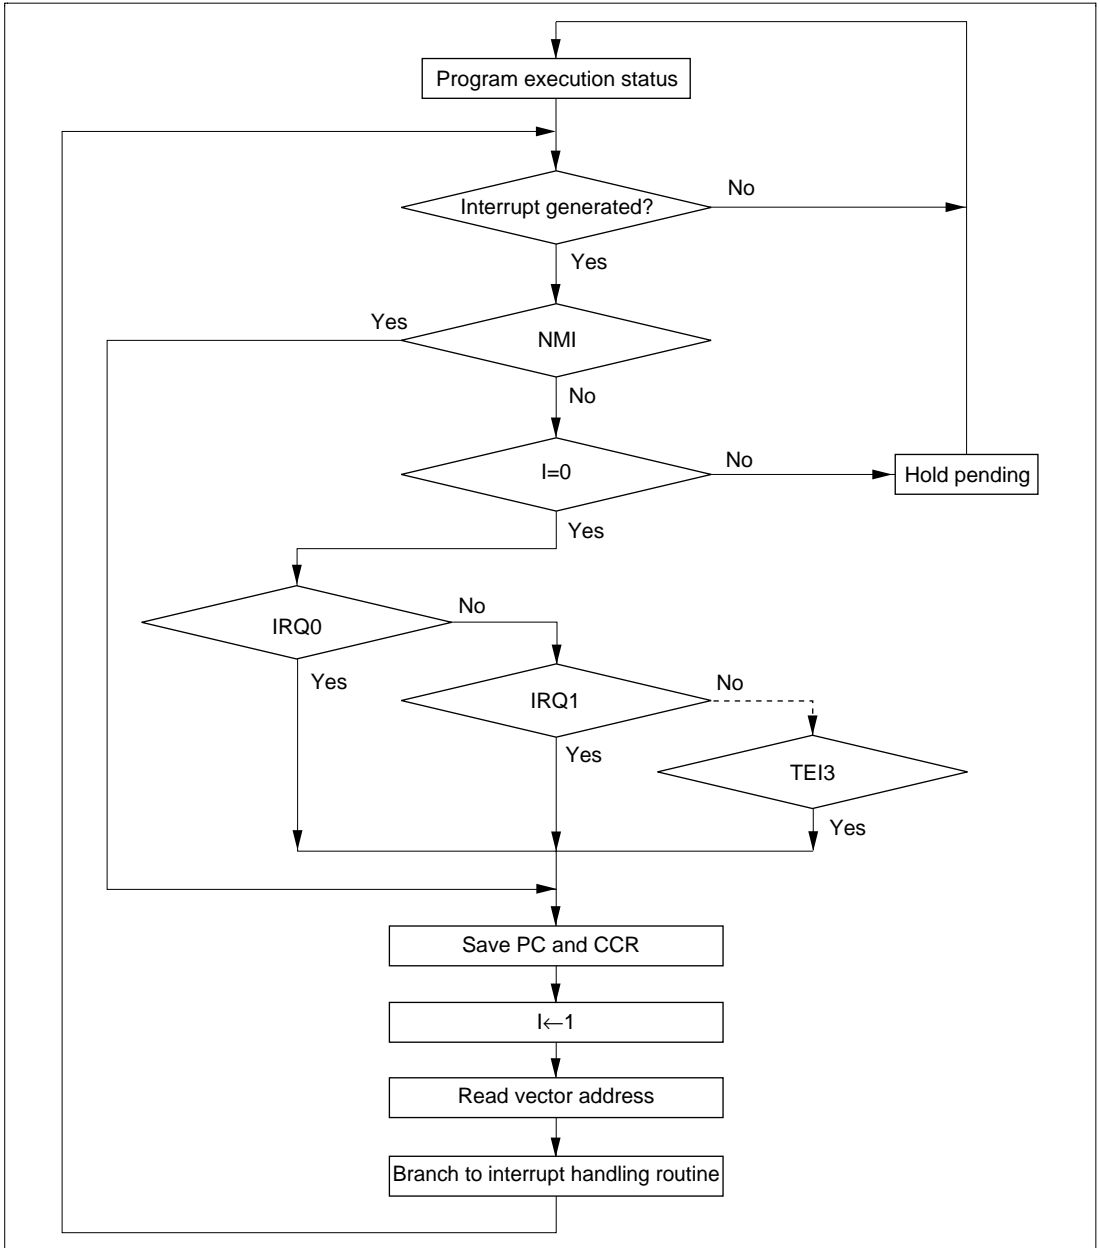 Program execution status
Interrupt generated?
No
Yes
Yes
NMI
No
I=0
No
Hold pending
Yes
IRQ0
No
Yes
IRQ1
No
Yes
TEI3
Yes
Save PC and CCR
I←1
Read vector address
Branch to interrupt handling routine